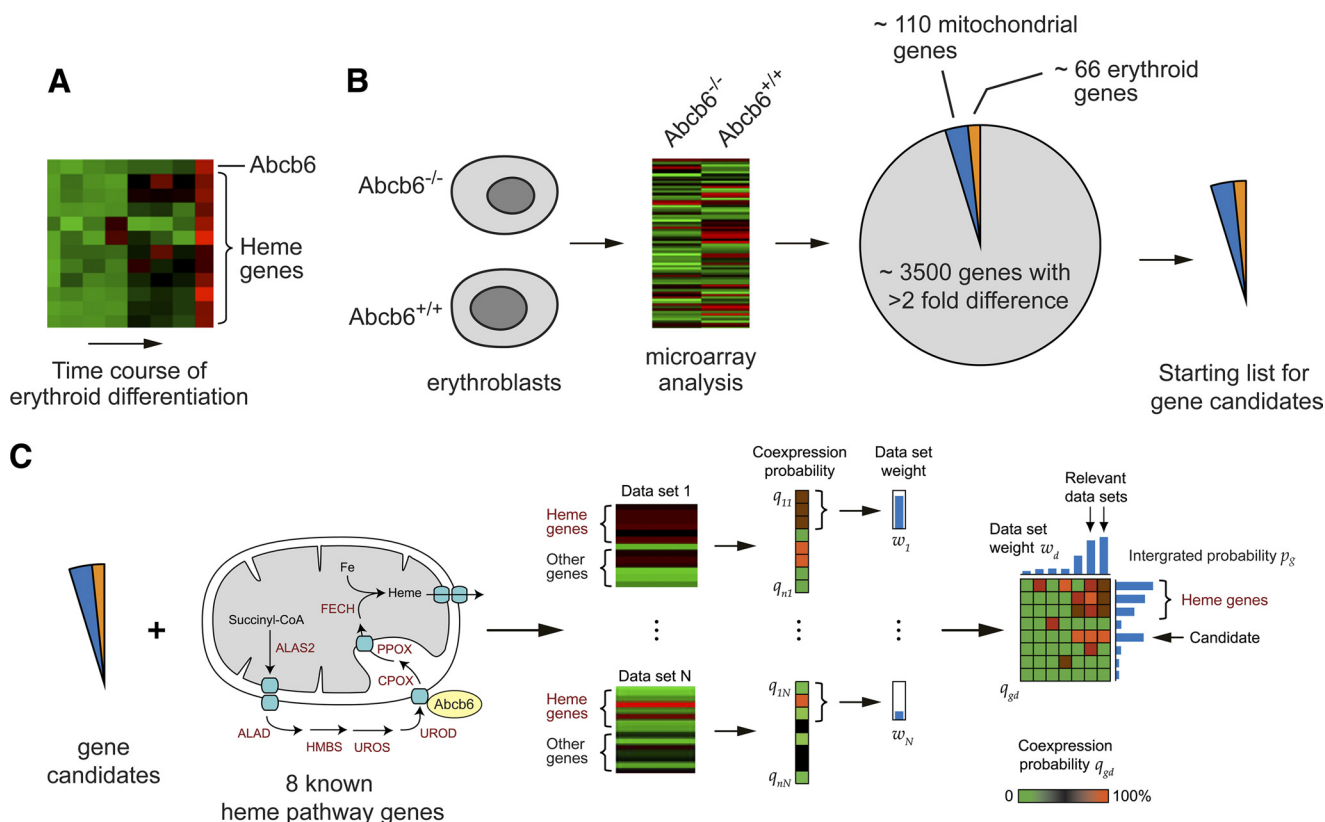 A
Abcb6
Heme
genes
Time course of
erythroid differentiation
B
Abcb6-/-
Abcb6+/+
erythroblasts
Abcb6-/-
Abcb6+/+
microarray
analysis
~ 110 mitochondrial
genes
~ 66 erythroid
genes
~ 3500 genes with
>2 fold difference
Starting list for
gene candidates
C
gene
candidates
+
Fe
Heme
FECH
Succinyl-CoA
ALAS2
PPOX
CPOX
Abcb6
ALAD
HMBS
UROS
UROD
8 known
heme pathway genes
Data set 1
Heme
genes
Other
genes
Data set N
Heme
genes
Other
genes
Coexpression
probability
q11
qn1
q1N
qnN
Data set
weight
w1
wN
Relevant
data sets
Data set
weight wd
Intergrated probability pg
Heme genes
Candidate
qgd
Coexpression
probability qgd
0
100%